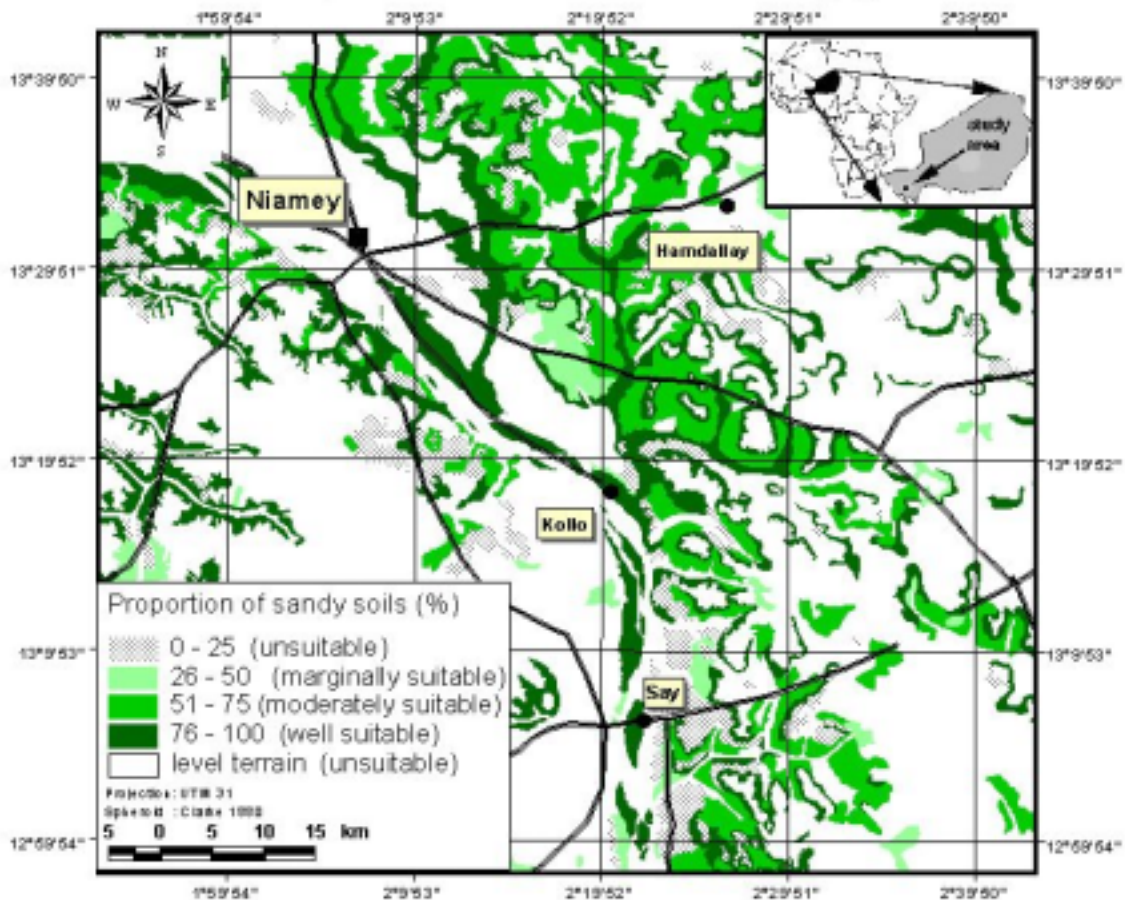 1°59'54" 2°9'53" 2°19'52" 2°29'51" 2°39'50"
13°39'50" 13°39'50"
N
W E
S
study
area
Niamey
Hamdallay
13°29'51" 13°29'51"
13°19'52" 13°19'52"
Kollo
Proportion of sandy soils (%)
0 - 25 (unsuitable)
26 - 50 (marginally suitable)
51 - 75 (moderately suitable)
76 - 100 (well suitable)
level terrain (unsuitable)
13°9'53" 13°9'53"
Say
Projection : UTM 31
Spheroid : Clarke 1880
5 0 5 10 15 km
12°59'54" 12°59'54"
1°59'54" 2°9'53" 2°19'52" 2°29'51" 2°39'50"